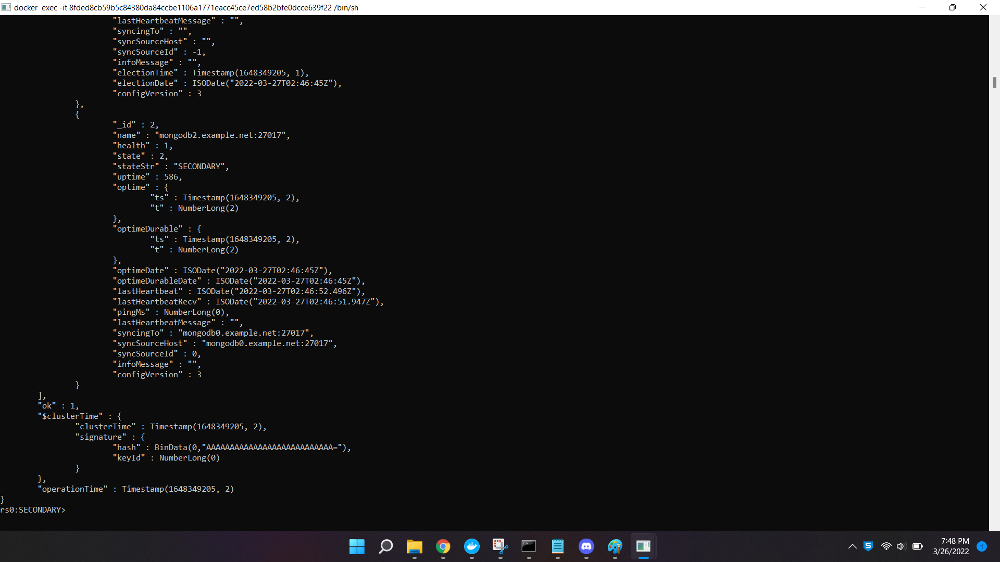 docker  exec -it 8fded8cb59b5c84380da84ccbe1106a1771eacc45ce7ed58b2bfe0dcce639f22 /bin/sh
"lastHeartbeatMessage" : "",
"syncingTo" : "",
"syncSourceHost" : "",
"syncSourceId" : -1,
"infoMessage" : "",
"electionTime" : Timestamp(1648349205, 1),
"electionDate" : ISODate("2022-03-27T02:46:45Z"),
"configVersion" : 3
},
{
"_id" : 2,
"name" : "mongodb2.example.net:27017",
"health" : 1,
"state" : 2,
"stateStr" : "SECONDARY",
"uptime" : 586,
"optime" : {
"ts" : Timestamp(1648349205, 2),
"t" : NumberLong(2)
},
"optimeDurable" : {
"ts" : Timestamp(1648349205, 2),
"t" : NumberLong(2)
},
"optimeDate" : ISODate("2022-03-27T02:46:45Z"),
"optimeDurableDate" : ISODate("2022-03-27T02:46:45Z"),
"lastHeartbeat" : ISODate("2022-03-27T02:46:52.496Z"),
"lastHeartbeatRecv" : ISODate("2022-03-27T02:46:51.947Z"),
"pingMs" : NumberLong(0),
"lastHeartbeatMessage" : "",
"syncingTo" : "mongodb0.example.net:27017",
"syncSourceHost" : "mongodb0.example.net:27017",
"syncSourceId" : 0,
"infoMessage" : "",
"configVersion" : 3
}
],
"ok" : 1,
"$clusterTime" : {
"clusterTime" : Timestamp(1648349205, 2),
"signature" : {
"hash" : BinData(0,"AAAAAAAAAAAAAAAAAAAAAAAAAAA="),
"keyId" : NumberLong(0)
}
},
"operationTime" : Timestamp(1648349205, 2)
}
rs0:SECONDARY>
S
7:48 PM
3/26/2022
1